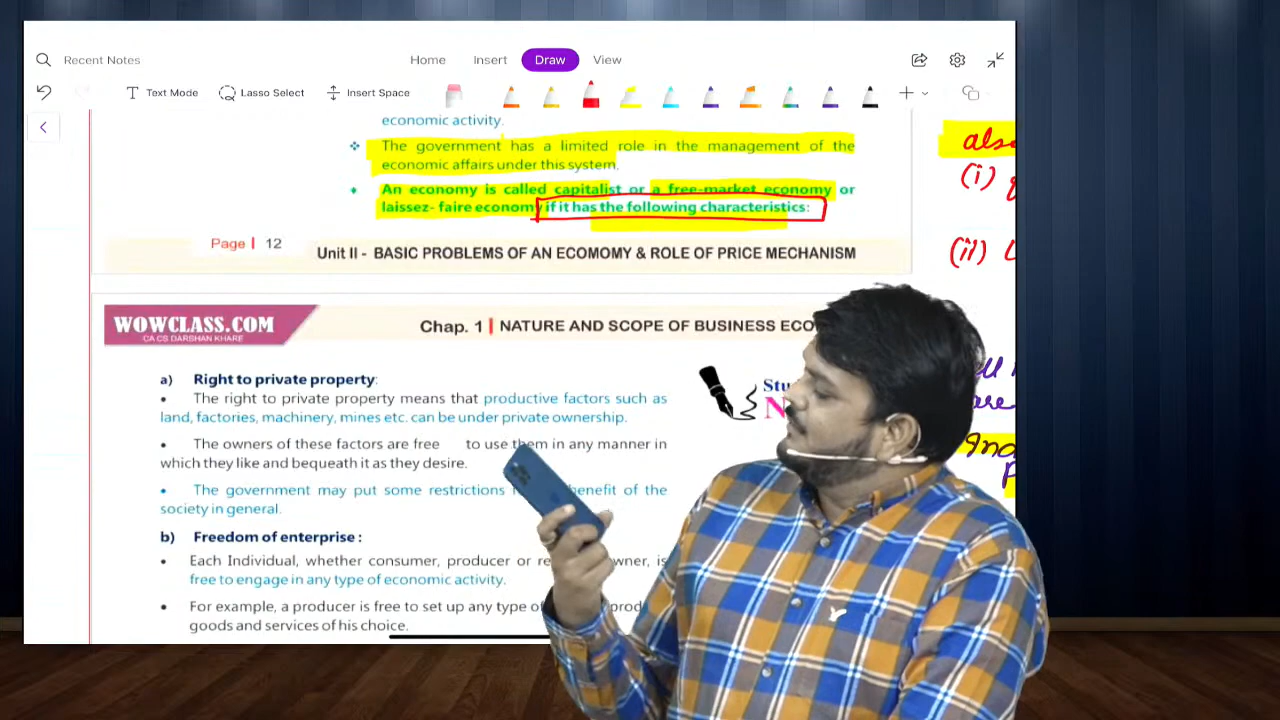 Recent Notes
Home Insert Draw View
Text Mode Lasso Select Insert Space
economic activity.
The government has a limited role in the management of the
economic affairs under this system.
An economy is called capitalist or a free-market economy or
laissez- faire economy if it has the following characteristics:
also
(i)
(ii)
Page | 12 Unit II - BASIC PROBLEMS OF AN ECOMOMY & ROLE OF PRICE MECHANISM
WOWCLASS.COM
CA CS DARSHAN KHARE
Chap. 1 | NATURE AND SCOPE OF BUSINESS ECO
a) Right to private property:
• The right to private property means that productive factors such as
land, factories, machinery, mines etc. can be under private ownership.
• The owners of these factors are free to use them in any manner in
which they like and bequeath it as they desire.
• The government may put some restrictions benefit of the
society in general.
b) Freedom of enterprise :
• Each Individual, whether consumer, producer or re owner, is
free to engage in any type of economic activity.
• For example, a producer is free to set up any type of
goods and services of his choice.